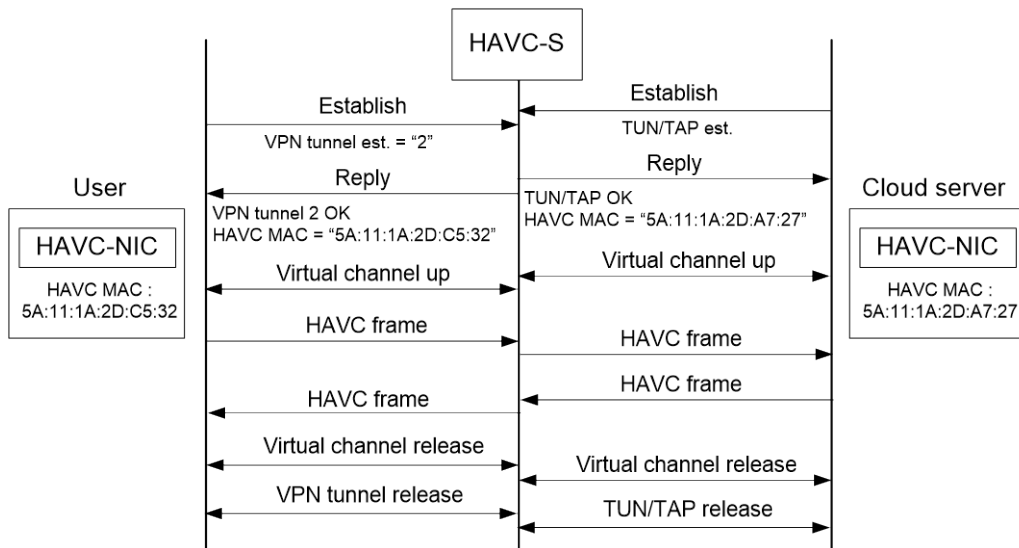 HAVC-S
Establish
Establish
VPN tunnel est. = “2”
TUN/TAP est.
Reply
Reply
User
Cloud server
VPN tunnel 2 OK
HAVC MAC = “5A:11:1A:2D:C5:32”
TUN/TAP OK
HAVC MAC = “5A:11:1A:2D:A7:27”
HAVC-NIC
HAVC MAC :
5A:11:1A:2D:C5:32
HAVC-NIC
HAVC MAC :
5A:11:1A:2D:A7:27
Virtual channel up
Virtual channel up
HAVC frame
HAVC frame
HAVC frame
HAVC frame
Virtual channel release
Virtual channel release
VPN tunnel release
TUN/TAP release